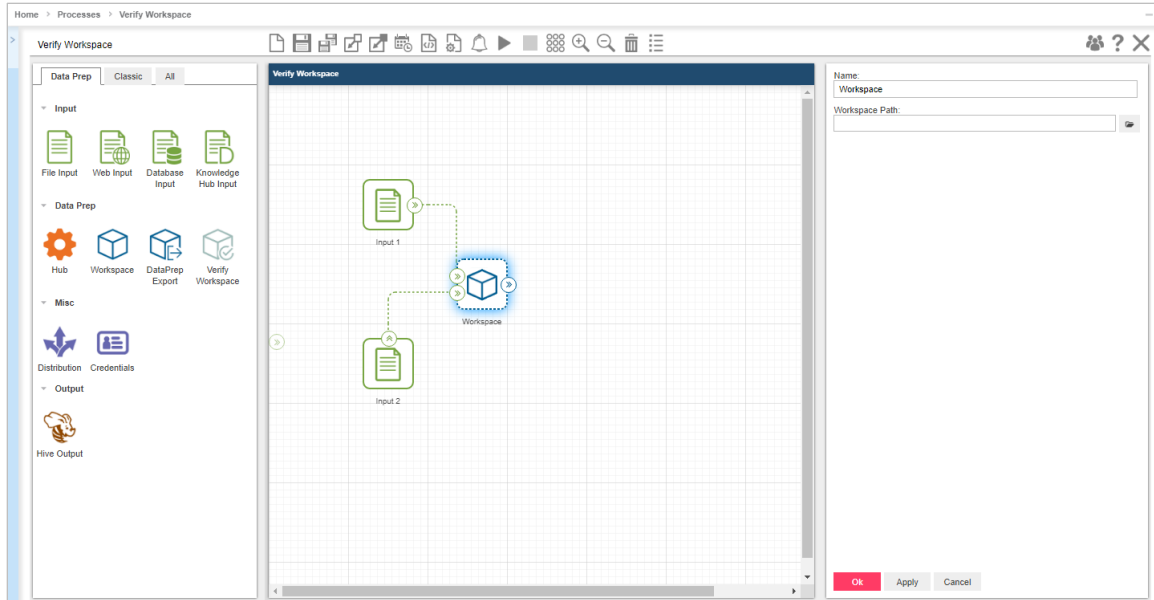 Home > Processes > Verify Workspace
Verify Workspace
Data Prep Classic All
Input
File Input Web Input Database Input Knowledge Hub Input
Data Prep
Hub Workspace DataPrep Export Verify Workspace
Misc
Distribution Credentials
Output
Hive Output
Verify Workspace
Input 1
Workspace
Input 2
Name:
Workspace
Workspace Path:
Ok Apply Cancel